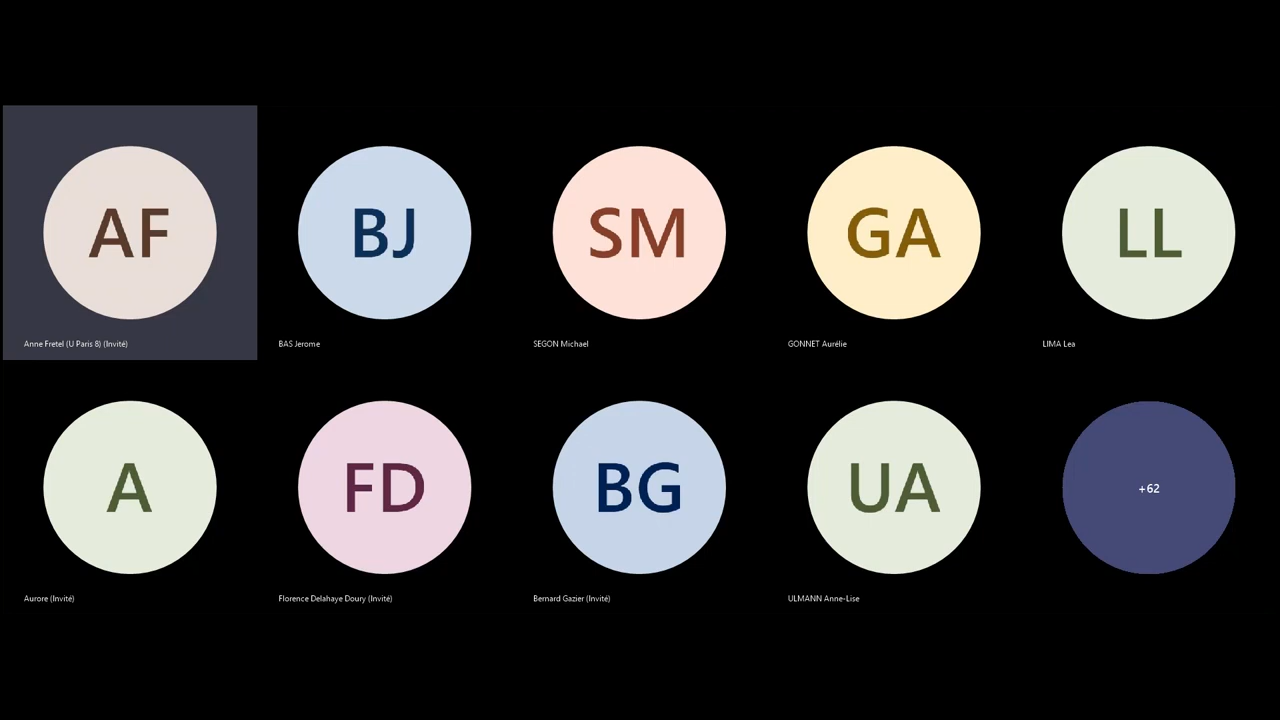 AF
BJ
SM
GA
LL
Anne Fretel (U Paris 8) (Invité)
BAS Jerome
SEGON Michael
GONNET Aurélie
LIMA Lea
A
FD
BG
UA
+62
Aurore (Invité)
Florence Delahaye Doury (Invité)
Bernard Gazier (Invité)
ULMANN Anne-Lise